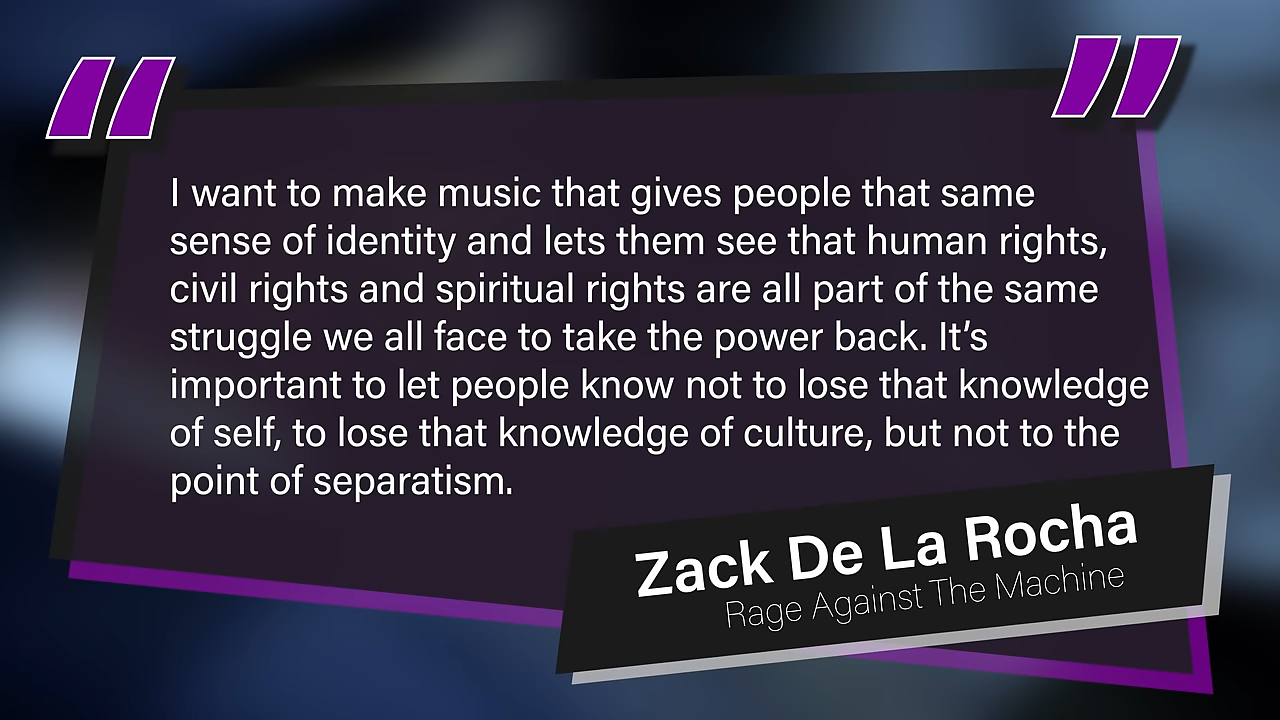 “
”
I want to make music that gives people that same
sense of identity and lets them see that human rights,
civil rights and spiritual rights are all part of the same
struggle we all face to take the power back. It’s
important to let people know not to lose that knowledge
of self, to lose that knowledge of culture, but not to the
point of separatism.
Zack De La Rocha
Rage Against The Machine